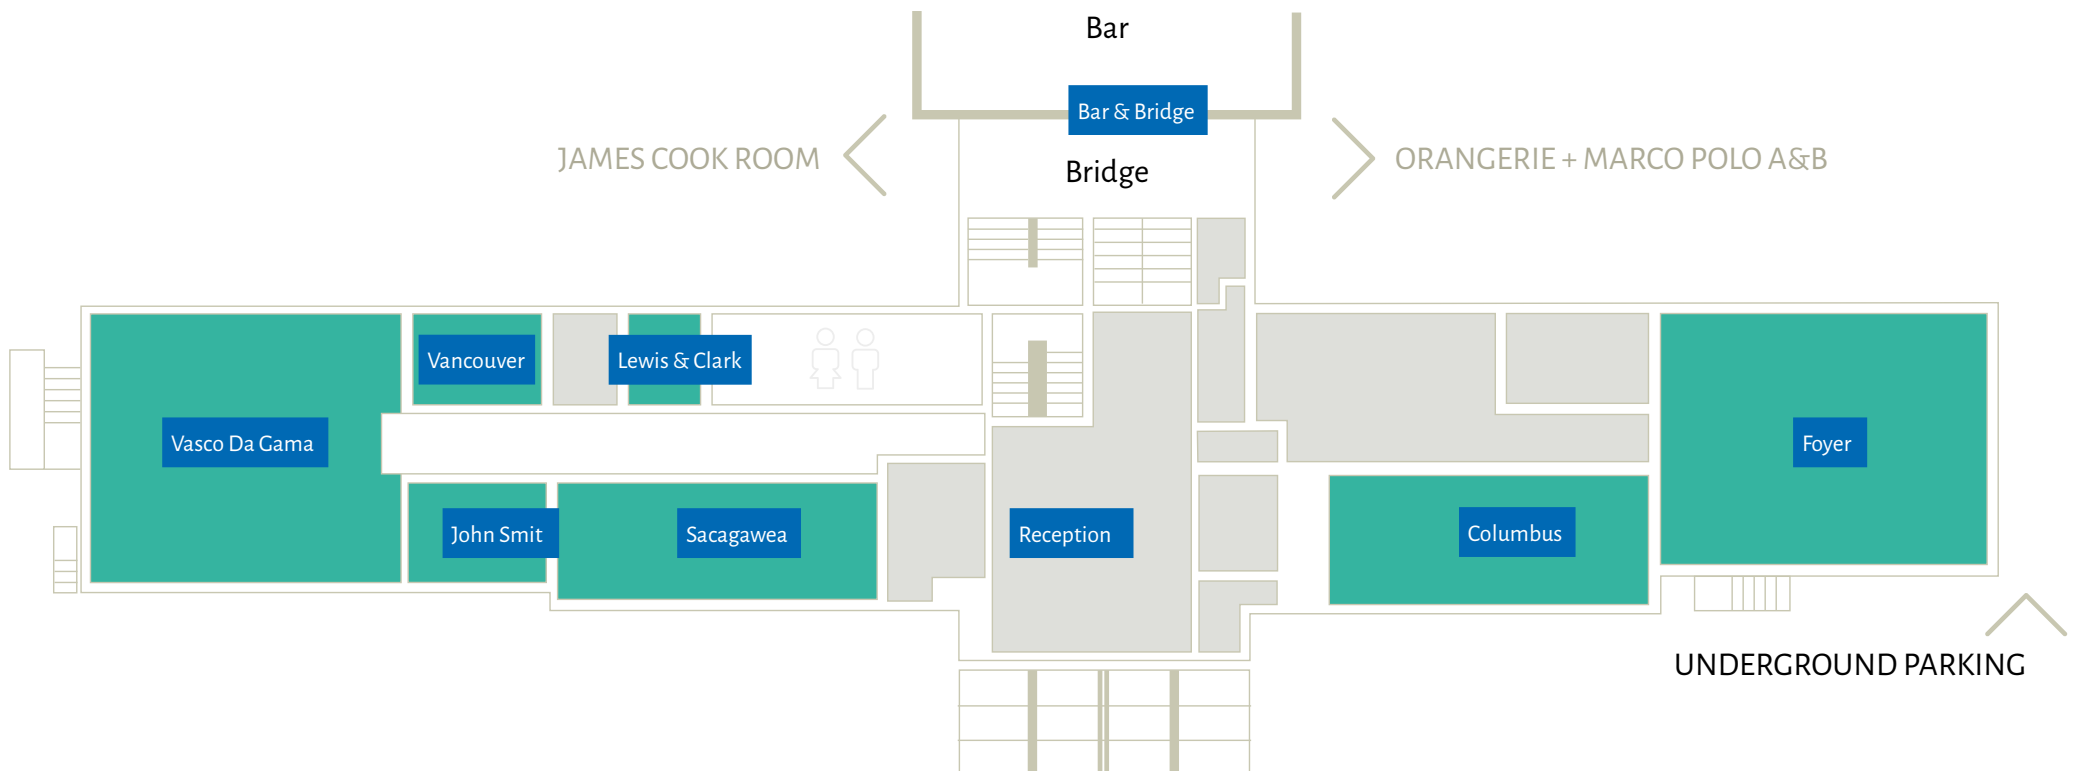 Bar
Bar & Bridge
JAMES COOK ROOM
ORANGERIE + MARCO POLO A&B
Bridge
Vancouver
Lewis & Clark
Vasco Da Gama
Foyer
John Smit
Sacagawea
Reception
Columbus
UNDERGROUND PARKING